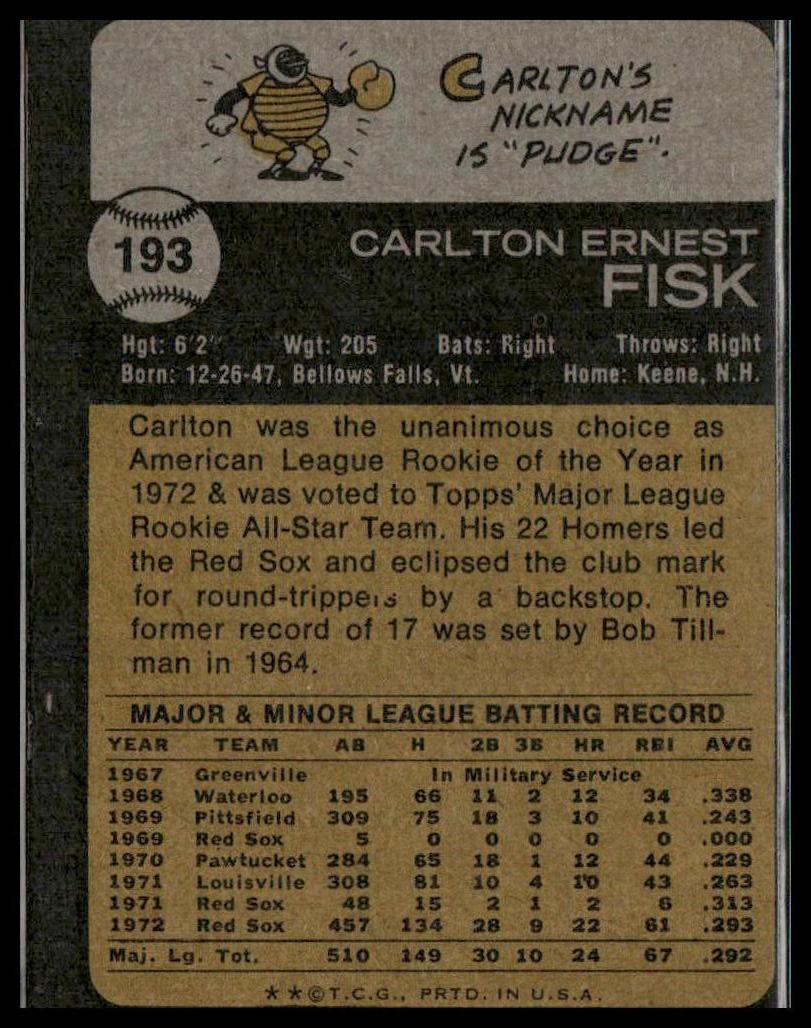 CARLTON'S
NICKNAME
IS "PUDGE".
193
CARLTON ERNEST
FISK
Hgt: 6'2" Wgt: 205 Bats: Right Throws: Right
Born: 12-26-47, Bellows Falls, Vt. Home: Keene, N.H.
Carlton was the unanimous choice as
American League Rookie of the Year in
1972 & was voted to Topps' Major League
Rookie All-Star Team. His 22 Homers led
the Red Sox and eclipsed the club mark
for round-trippers by a backstop. The
former record of 17 was set by Bob Till-
man in 1964.
MAJOR & MINOR LEAGUE BATTING RECORD
YEAR TEAM AB H 2B 3B HR RBI AVG
1967 Greenville In Military Service
1968 Waterloo 195 66 11 2 12 34 .338
1969 Pittsfield 309 75 18 3 10 41 .243
1969 Red Sox 5 0 0 0 0 0 .000
1970 Pawtucket 284 65 18 1 12 44 .229
1971 Louisville 308 81 10 4 10 43 .263
1971 Red Sox 48 15 2 1 2 6 .313
1972 Red Sox 457 134 28 9 22 61 .293
Maj. Lg. Tot. 510 149 30 10 24 67 .292
**©T.C.G., PRTD. IN U.S.A.